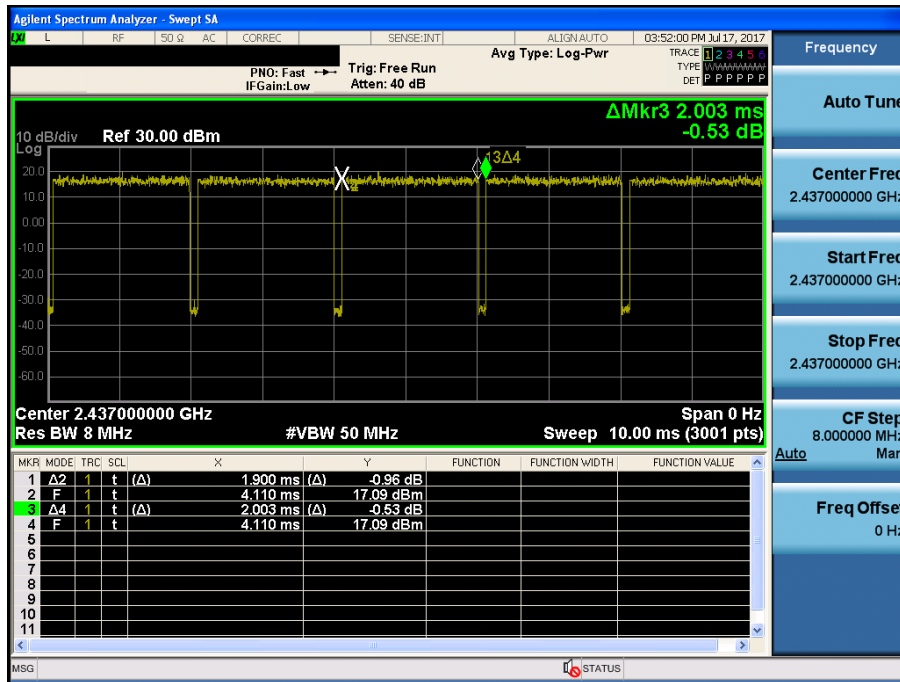 Agilent Spectrum Analyzer - Swept SA
LXI L RF 50 Ω AC CORREC SENSE:INT ALIGN AUTO 03:52:00 PM Jul 17, 2017
PNO: Fast
IFGain:Low
Trig: Free Run
Atten: 40 dB
Avg Type: Log-Pwr
TRACE 1 2 3 4 5 6
TYPE
DET P P P P P P
ΔMkr3 2.003 ms
-0.53 dB
10 dB/div Ref 30.00 dBm
Log
20.0
10.0
0.00
-10.0
-20.0
-30.0
-40.0
-50.0
-60.0
13Δ4
Center 2.437000000 GHz Span 0 Hz
Res BW 8 MHz #VBW 50 MHz Sweep 10.00 ms (3001 pts)
MKR MODE TRC SCL X Y FUNCTION FUNCTION WIDTH FUNCTION VALUE
1 Δ2 1 t (Δ) 1.900 ms (Δ) -0.96 dB
2 F 1 t 4.110 ms 17.09 dBm
3 Δ4 1 t (Δ) 2.003 ms (Δ) -0.53 dB
4 F 1 t 4.110 ms 17.09 dBm
5
6
7
8
9
10
11
MSG STATUS
Frequency
Auto Tune
Center Freq
2.437000000 GHz
Start Freq
2.437000000 GHz
Stop Freq
2.437000000 GHz
CF Step
8.000000 MHz
Auto Man
Freq Offset
0 Hz